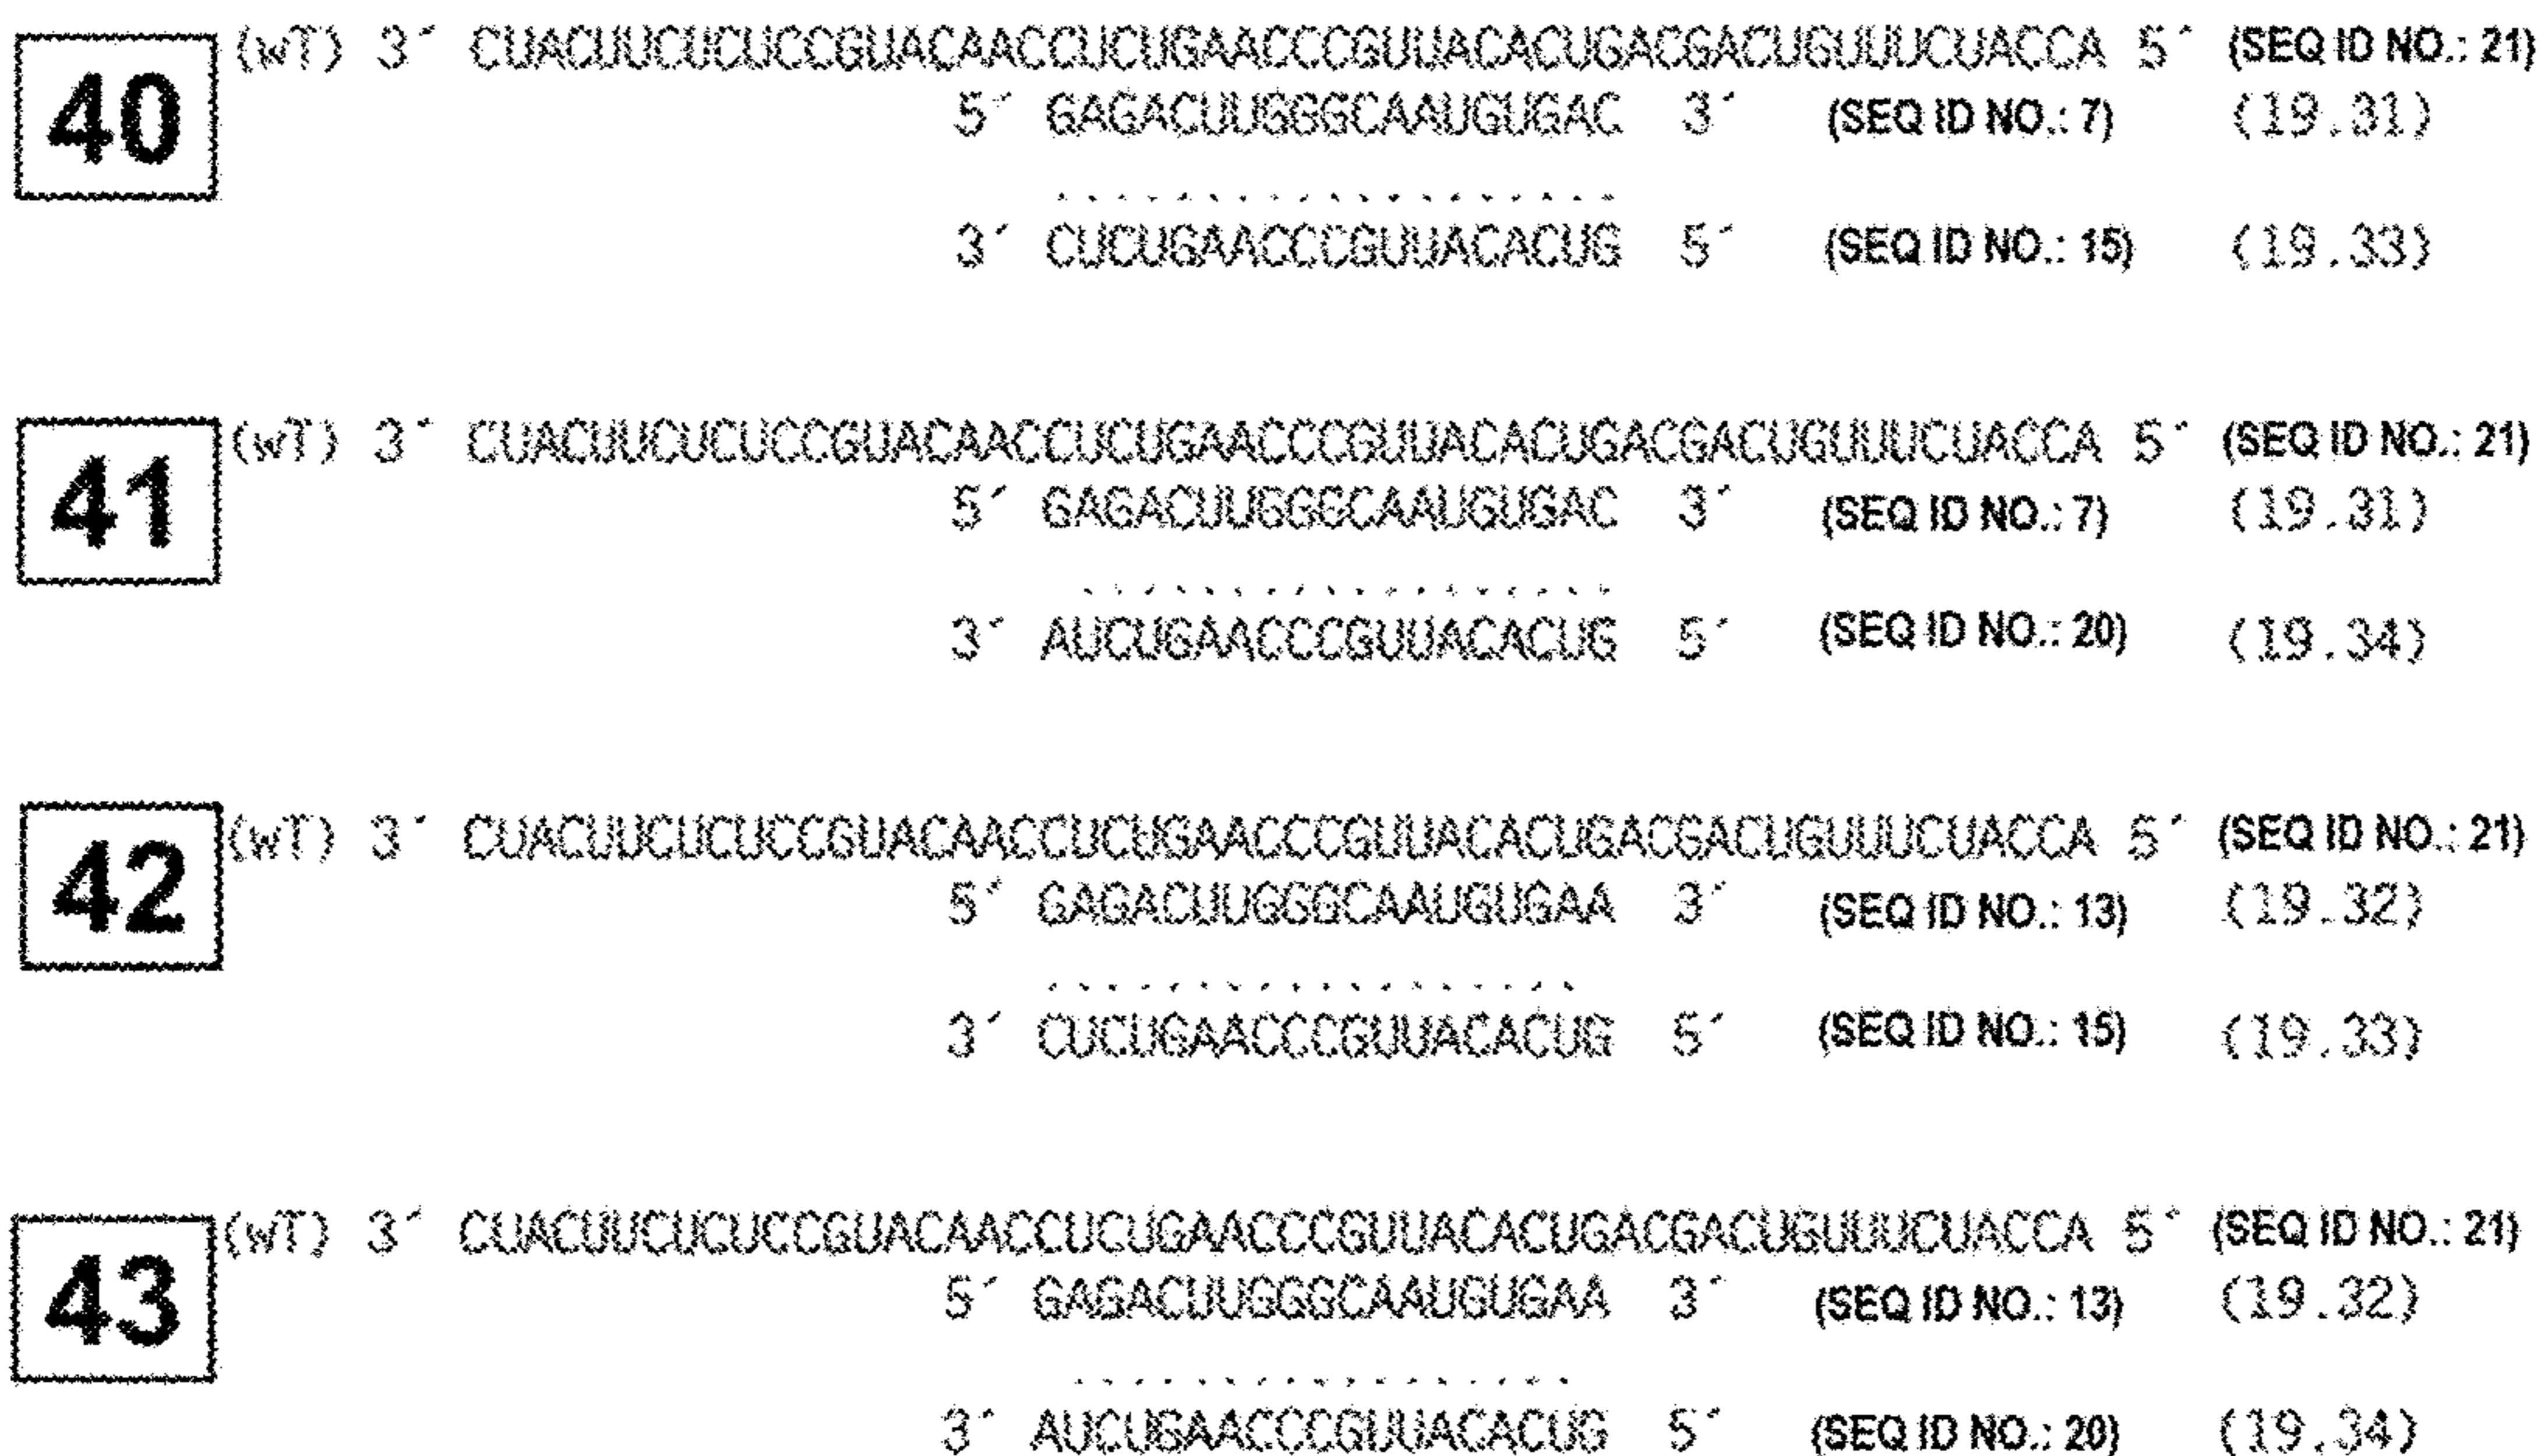 40 (wT) 3´ CUACUUCUCUCCGUACAACCUCUGAACCCGUUACACUGACGACUGUUUCUACCA 5´ (SEQ ID NO.: 21)
5´ GAGACUUGGGCAAUGUGAC 3´ (SEQ ID NO.: 7) (19.31)
3´ CUCUGAACCCGUUACACUG 5´ (SEQ ID NO.: 15) (19.33)
41 (wT) 3´ CUACUUCUCUCCGUACAACCUCUGAACCCGUUACACUGACGACUGUUUCUACCA 5´ (SEQ ID NO.: 21)
5´ GAGACUUGGGCAAUGUGAC 3´ (SEQ ID NO.: 7) (19.31)
3´ AUCUGAACCCGUUACACUG 5´ (SEQ ID NO.: 20) (19.34)
42 (wT) 3´ CUACUUCUCUCCGUACAACCUCUGAACCCGUUACACUGACGACUGUUUCUACCA 5´ (SEQ ID NO.: 21)
5´ GAGACUUGGGCAAUGUGAA 3´ (SEQ ID NO.: 13) (19.32)
3´ CUCUGAACCCGUUACACUG 5´ (SEQ ID NO.: 15) (19.33)
43 (wT) 3´ CUACUUCUCUCCGUACAACCUCUGAACCCGUUACACUGACGACUGUUUCUACCA 5´ (SEQ ID NO.: 21)
5´ GAGACUUGGGCAAUGUGAA 3´ (SEQ ID NO.: 13) (19.32)
3´ AUCUGAACCCGUUACACUG 5´ (SEQ ID NO.: 20) (19.34)